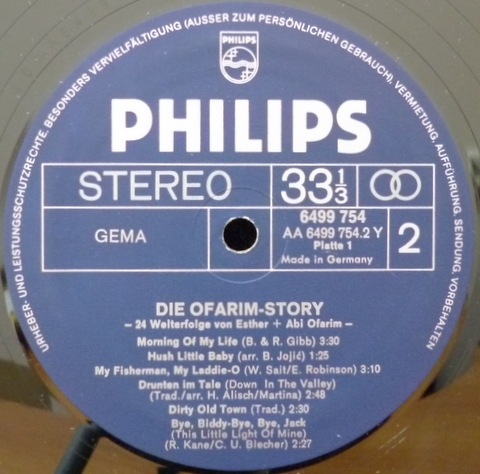 URHEBER- UND LEISTUNGSSCHUTZRECHTE, BESONDERS VERVIELFÄLTIGUNG (AUSSER ZUM PERSÖNLICHEN GEBRAUCH), VERMIETUNG, AUFFÜHRUNG, SENDUNG, VORBEHALTEN
PHILIPS
PHILIPS
STEREO 33 1/3
GEMA
6499 754
AA 6499 754.2 Y
Platte 1
Made in Germany
2
DIE OFARIM-STORY
– 24 Welterfolge von Esther + Abi Ofarim –
Morning Of My Life (B. & R. Gibb) 3:30
Hush Little Baby (arr. B. Jojić) 1:25
My Fisherman, My Laddie-O (W. Sait/E. Robinson) 3:10
Drunten im Tale (Down In The Valley)
(Trad./arr. H. Alisch/Martina) 2:48
Dirty Old Town (Trad.) 2:30
Bye, Biddy-Bye, Bye, Jack
(This Little Light Of Mine)
(R. Kane/C. U. Blecher) 2:27